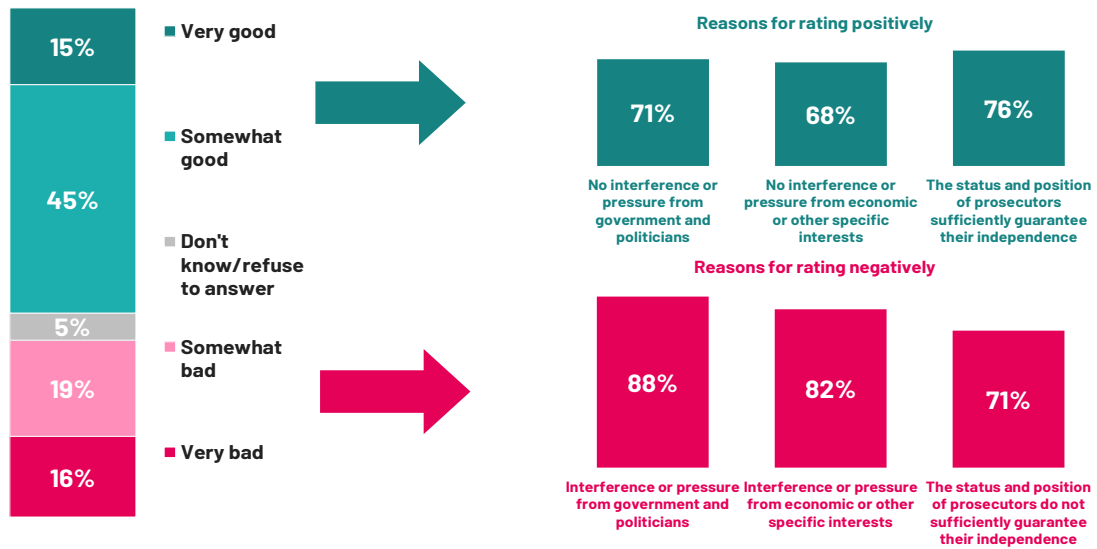 15%
45%
5%
19%
16%
Very good
Somewhat
good
Don't
know/refuse
to answer
Somewhat
bad
Very bad
Reasons for rating positively
71%
68%
76%
No interference or
pressure from
government and
politicians
No interference or
pressure from economic
or other specific
interests
The status and position
of prosecutors
sufficiently guarantee
their independence
Reasons for rating negatively
88%
82%
71%
Interference or pressure
from government and
politicians
Interference or pressure
from economic or other
specific interests
The status and position
of prosecutors do not
sufficiently guarantee
their independence